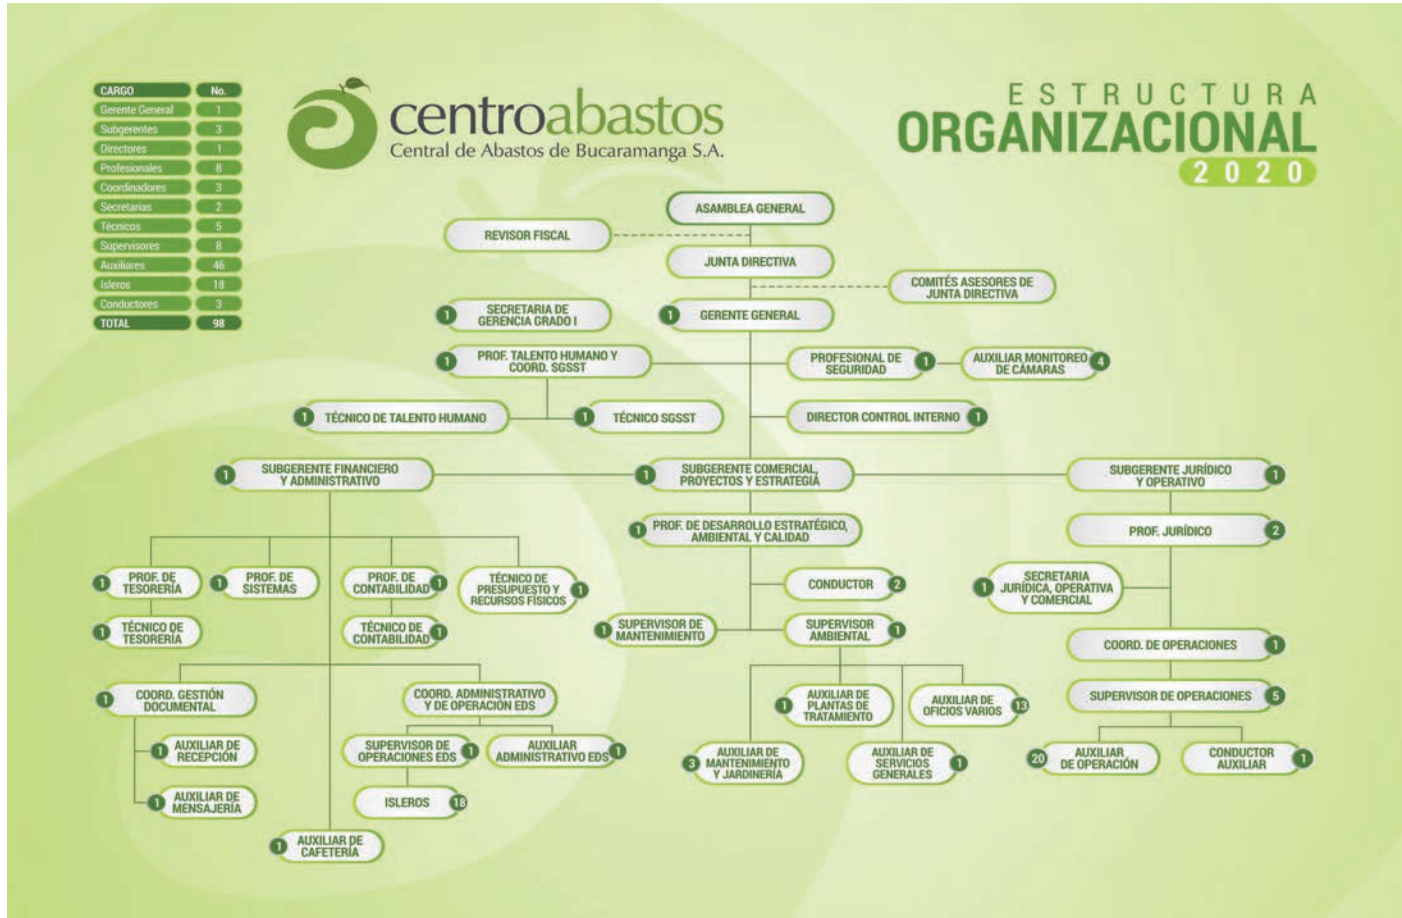 CARGO No.
Gerente General 1
Subgerentes 3
Directores 1
Profesionales 8
Coordinadores 3
Secretarias 2
Técnicos 5
Supervisores 8
Auxiliares 46
Isleros 18
Conductores 3
TOTAL 98
centroabastos
Central de Abastos de Bucaramanga S.A.
ESTRUCTURA
ORGANIZACIONAL
2020
ASAMBLEA GENERAL
REVISOR FISCAL
JUNTA DIRECTIVA
COMITÉS ASESORES DE
JUNTA DIRECTIVA
1 SECRETARIA DE
GERENCIA GRADO I
1 GERENTE GENERAL
1 PROF. TALENTO HUMANO Y
COORD. SGSST
PROFESIONAL DE
SEGURIDAD 1
AUXILIAR MONITOREO
DE CÁMARAS 4
1 TÉCNICO DE TALENTO HUMANO
1 TÉCNICO SGSST
DIRECTOR CONTROL INTERNO 1
1 SUBGERENTE FINANCIERO
Y ADMINISTRATIVO
1 SUBGERENTE COMERCIAL,
PROYECTOS Y ESTRATEGIA
SUBGERENTE JURÍDICO
Y OPERATIVO 1
1 PROF. DE DESARROLLO ESTRATÉGICO,
AMBIENTAL Y CALIDAD
PROF. JURÍDICO 2
1 PROF. DE
TESORERÍA
1 PROF. DE
SISTEMAS
PROF. DE
CONTABILIDAD 1
TÉCNICO DE
PRESUPUESTO Y
RECURSOS FÍSICOS 1
CONDUCTOR 2
1 SECRETARIA
JURÍDICA, OPERATIVA
Y COMERCIAL
1 TÉCNICO DE
TESORERÍA
TÉCNICO DE
CONTABILIDAD 1
1 SUPERVISOR DE
MANTENIMIENTO
SUPERVISOR
AMBIENTAL 1
COORD. DE OPERACIONES 1
1 COORD. GESTIÓN
DOCUMENTAL
COORD. ADMINISTRATIVO
Y DE OPERACIÓN EDS
1 AUXILIAR DE
PLANTAS DE
TRATAMIENTO
AUXILIAR DE
OFICIOS VARIOS 13
SUPERVISOR DE OPERACIONES 5
1 AUXILIAR DE
RECEPCIÓN
SUPERVISOR DE
OPERACIONES EDS 1
AUXILIAR
ADMINISTRATIVO EDS 1
3 AUXILIAR DE
MANTENIMIENTO
Y JARDINERÍA
AUXILIAR DE
SERVICIOS
GENERALES 1
20 AUXILIAR
DE OPERACIÓN
CONDUCTOR
AUXILIAR 1
1 AUXILIAR DE
MENSAJERÍA
ISLEROS 18
1 AUXILIAR DE
CAFETERÍA